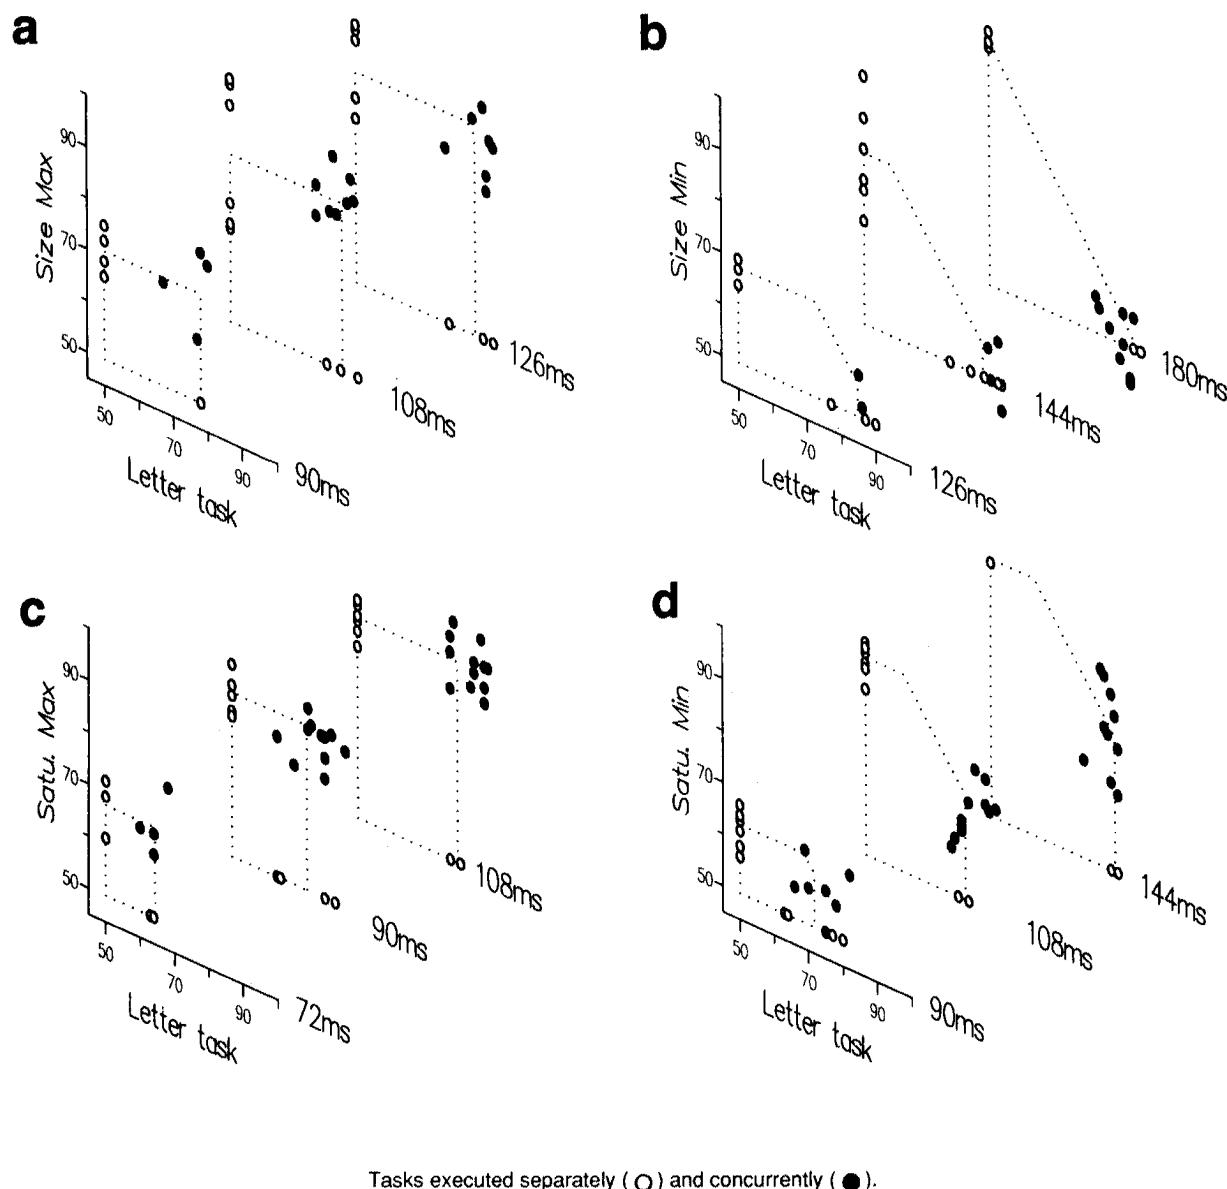 a
90
70
50
Size Max
50
70
90
Letter task
90ms
108ms
126ms
b
90
70
50
Size Min
50
70
90
Letter task
126ms
144ms
180ms
c
90
70
50
Satu. Max
50
70
90
Letter task
72ms
90ms
108ms
d
90
70
50
Satu. Min
50
70
90
Letter task
90ms
108ms
144ms
Tasks executed separately ( O ) and concurrently ( ● ).